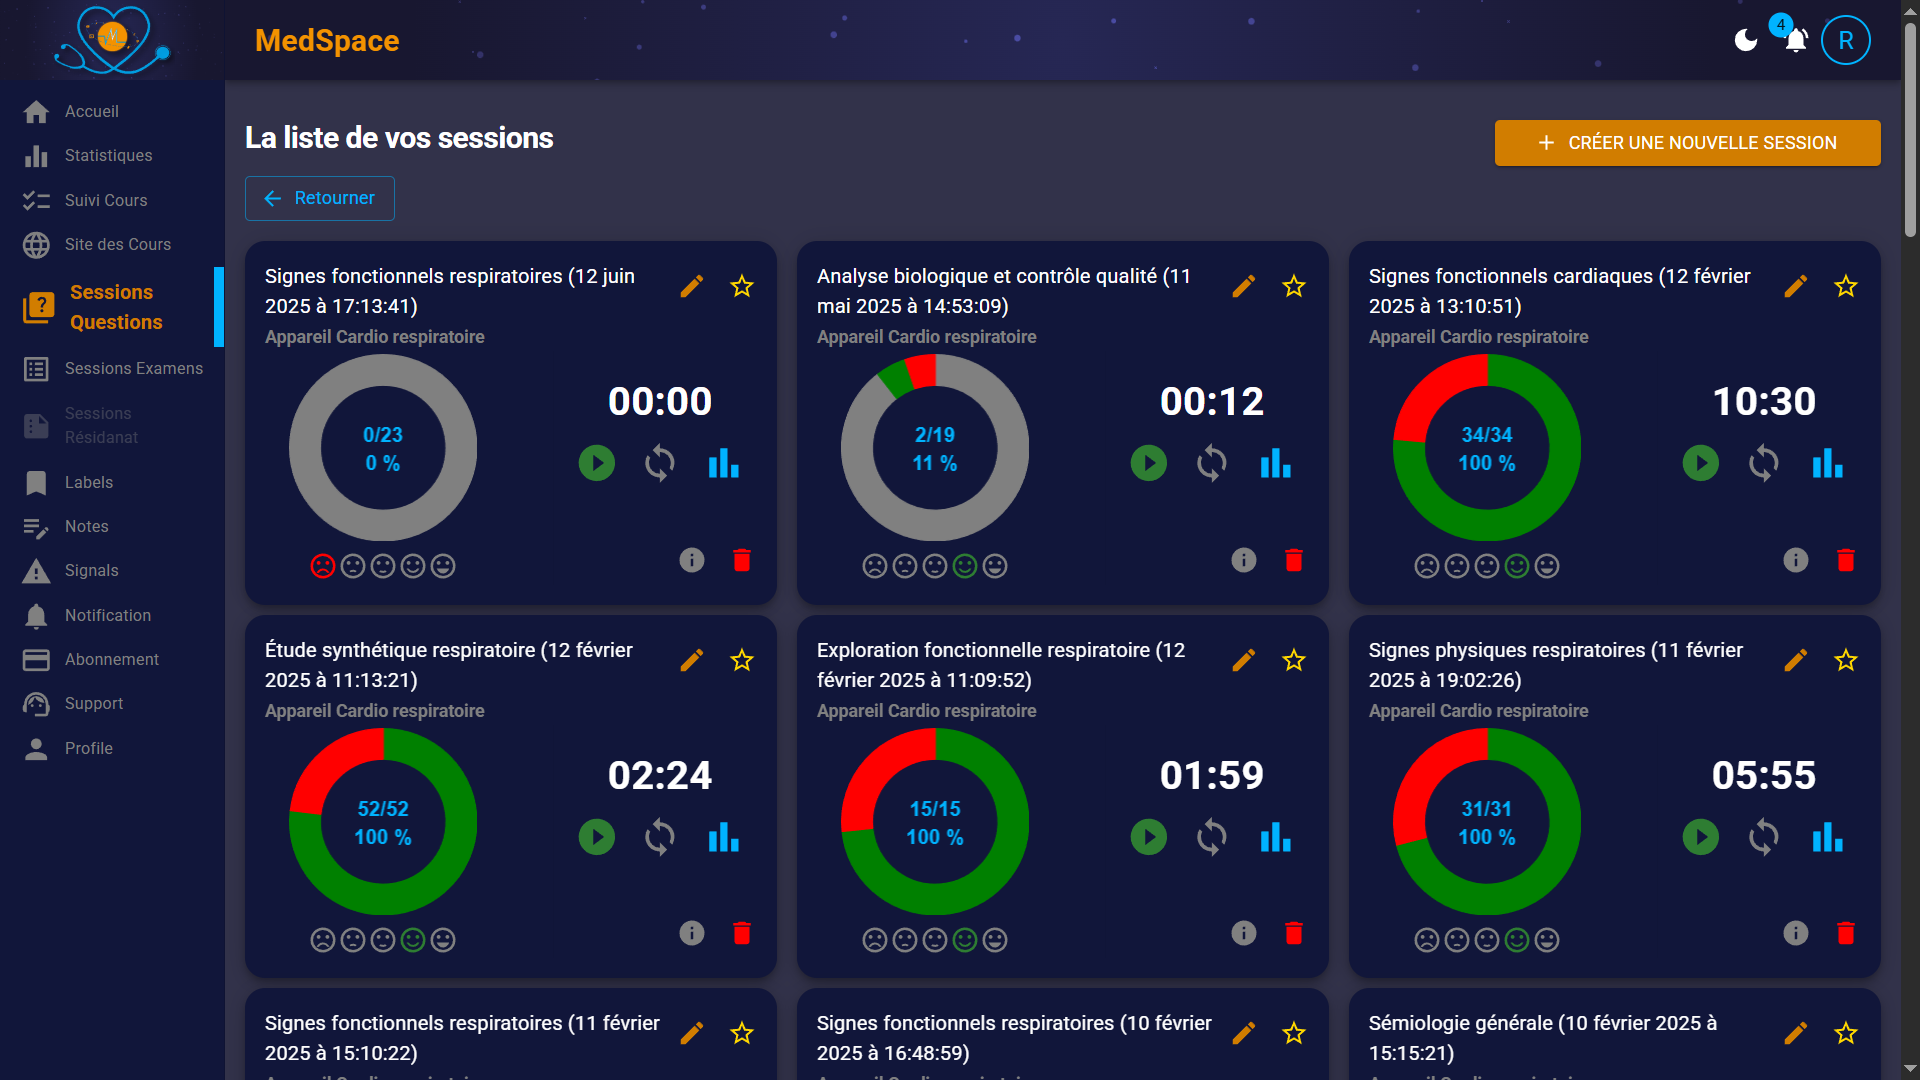 MedSpace
4
R
Accueil
Statistiques
Suivi Cours
Site des Cours
Sessions
Questions
Sessions Examens
Sessions
Résidanat
Labels
Notes
Signals
Notification
Abonnement
Support
Profile
La liste de vos sessions
+ CRÉER UNE NOUVELLE SESSION
Retourner
Signes fonctionnels respiratoires (12 juin
2025 à 17:13:41)
Appareil Cardio respiratoire
0/23
0 %
00:00
Analyse biologique et contrôle qualité (11
mai 2025 à 14:53:09)
Appareil Cardio respiratoire
2/19
11 %
00:12
Signes fonctionnels cardiaques (12 février
2025 à 13:10:51)
Appareil Cardio respiratoire
34/34
100 %
10:30
Étude synthétique respiratoire (12 février
2025 à 11:13:21)
Appareil Cardio respiratoire
52/52
100 %
02:24
Exploration fonctionnelle respiratoire (12
février 2025 à 11:09:52)
Appareil Cardio respiratoire
15/15
100 %
01:59
Signes physiques respiratoires (11 février
2025 à 19:02:26)
Appareil Cardio respiratoire
31/31
100 %
05:55
Signes fonctionnels respiratoires (11 février
2025 à 15:10:22)
Signes fonctionnels respiratoires (10 février
2025 à 16:48:59)
Sémiologie générale (10 février 2025 à
15:15:21)